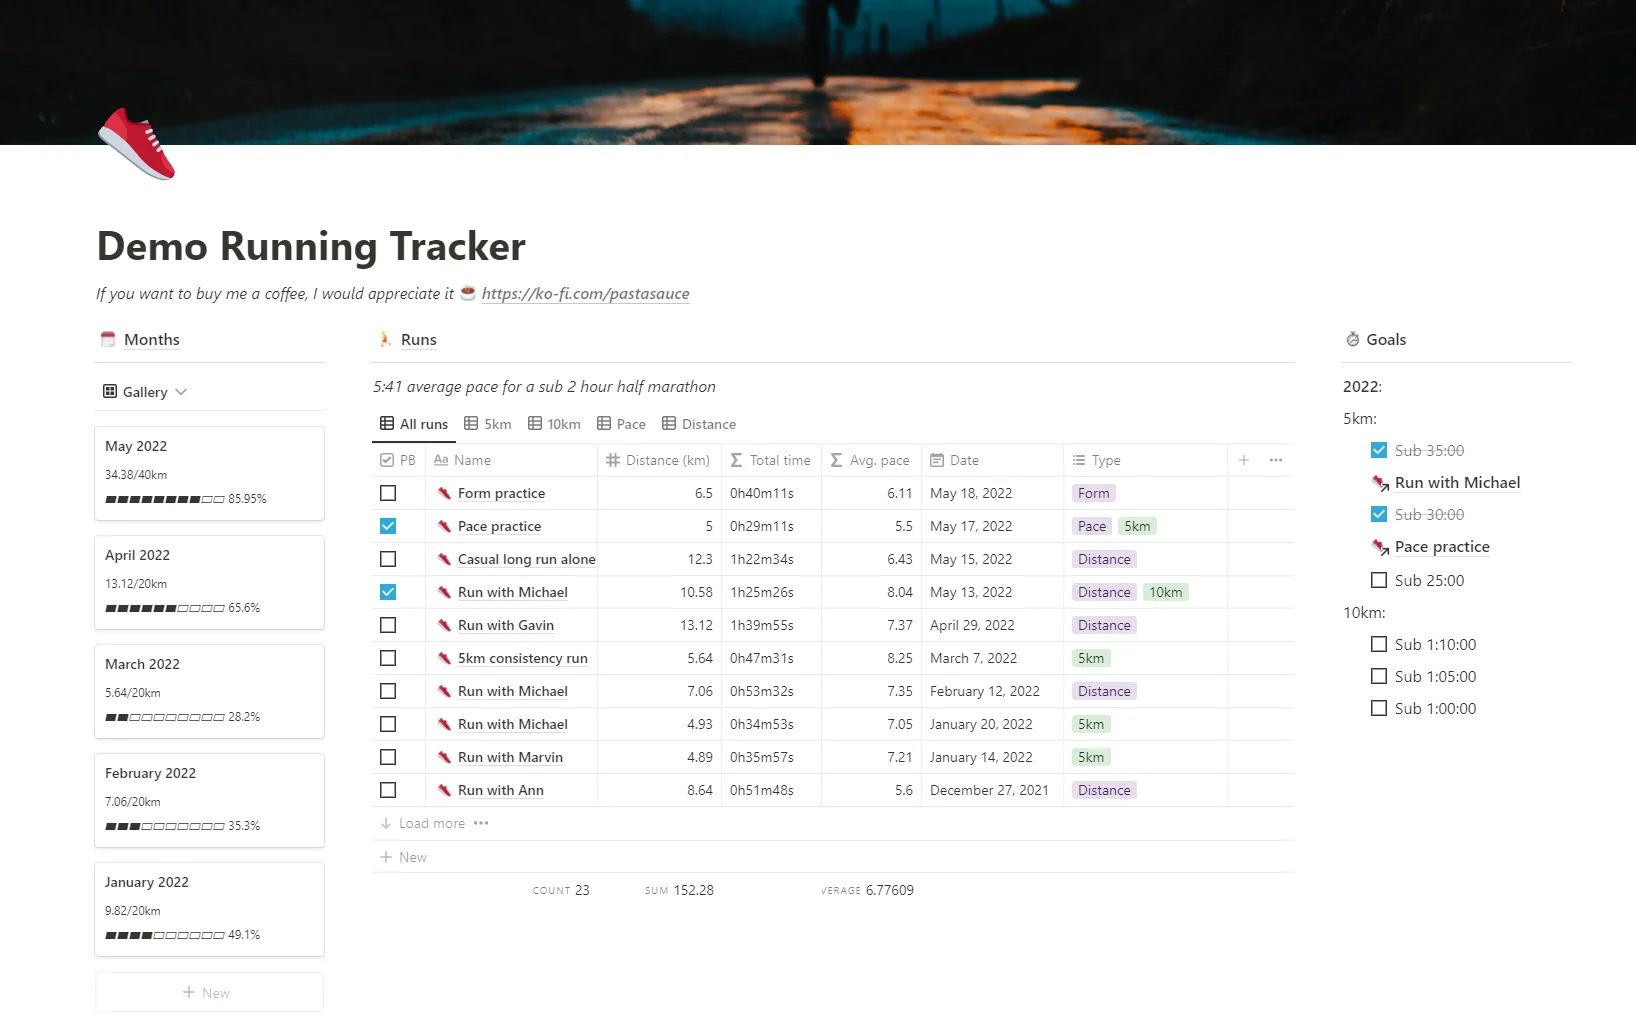 Demo Running Tracker
If you want to buy me a coffee, I would appreciate it https://ko-fi.com/pastasauce
Months
Gallery
May 2022
34.38/40km
85.95%
April 2022
13.12/20km
65.6%
March 2022
5.64/20km
28.2%
February 2022
7.06/20km
35.3%
January 2022
9.82/20km
49.1%
+ New
Runs
5:41 average pace for a sub 2 hour half marathon
All runs 5km 10km Pace Distance
PB Aa Name # Distance (km) Σ Total time Σ Avg. pace Date Type + •••
Form practice 6.5 0h40m11s 6.11 May 18, 2022 Form
Pace practice 5 0h29m11s 5.5 May 17, 2022 Pace 5km
Casual long run alone 12.3 1h22m34s 6.43 May 15, 2022 Distance
Run with Michael 10.58 1h25m26s 8.04 May 13, 2022 Distance 10km
Run with Gavin 13.12 1h39m55s 7.37 April 29, 2022 Distance
5km consistency run 5.64 0h47m31s 8.25 March 7, 2022 5km
Run with Michael 7.06 0h53m32s 7.35 February 12, 2022 Distance
Run with Michael 4.93 0h34m53s 7.05 January 20, 2022 5km
Run with Marvin 4.89 0h35m57s 7.21 January 14, 2022 5km
Run with Ann 8.64 0h51m48s 5.6 December 27, 2021 Distance
↓ Load more •••
+ New
COUNT 23 SUM 152.28 VERAGE 6.77609
Goals
2022:
5km:
Sub 35:00
Run with Michael
Sub 30:00
Pace practice
Sub 25:00
10km:
Sub 1:10:00
Sub 1:05:00
Sub 1:00:00